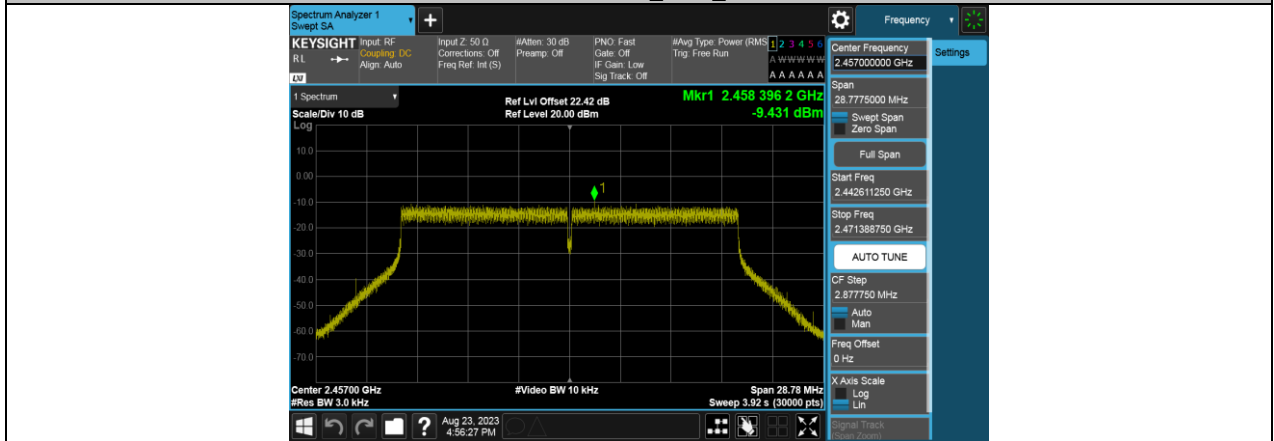 Spectrum Analyzer 1
Swept SA
+
Frequency
KEYSIGHT
RL
LXI
Input: RF
Coupling: DC
Align: Auto
Input Z: 50 Ω
Corrections: Off
Freq Ref: Int (S)
#Atten: 30 dB
Preamp: Off
PNO: Fast
Gate: Off
IF Gain: Low
Sig Track: Off
#Avg Type: Power (RMS
Trig: Free Run
1 2 3 4 5 6
A W W W W W
A A A A A A
Center Frequency
2.457000000 GHz
Settings
1 Spectrum
Scale/Div 10 dB
Log
Ref Lvl Offset 22.42 dB
Ref Level 20.00 dBm
Mkr1 2.458 396 2 GHz
-9.431 dBm
10.0
0.00
-10.0
-20.0
-30.0
-40.0
-50.0
-60.0
-70.0
1
Span
28.7775000 MHz
Swept Span
Zero Span
Full Span
Start Freq
2.442611250 GHz
Stop Freq
2.471388750 GHz
AUTO TUNE
CF Step
2.877750 MHz
Auto
Man
Freq Offset
0 Hz
X Axis Scale
Log
Lin
Signal Track
(Span Zoom)
Center 2.45700 GHz
#Res BW 3.0 kHz
#Video BW 10 kHz
Span 28.78 MHz
Sweep 3.92 s (30000 pts)
?
Aug 23, 2023
4:56:27 PM